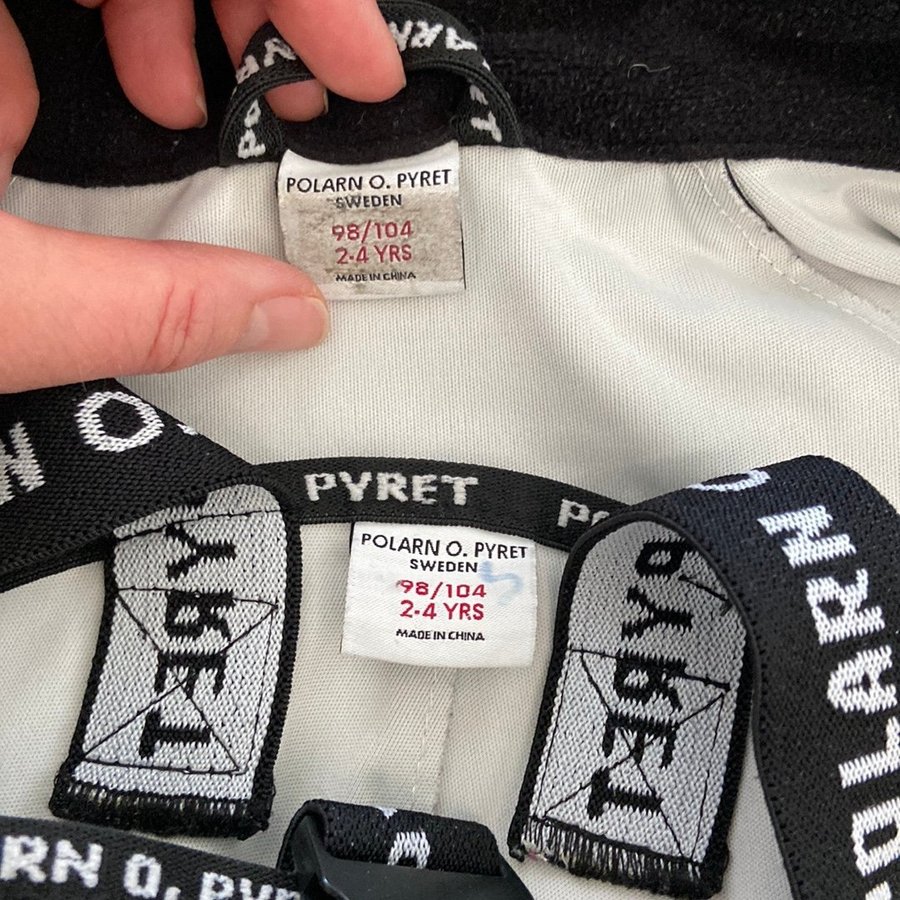 POLARN
PYRET
POLARN O. PYRET
SWEDEN
98/104
2-4 YRS
MADE IN CHINA
N O.
PYRET
POLARN O. PYRET
SWEDEN
98/104
2-4 YRS
MADE IN CHINA
PYRET
PYRET
POLARN O.
RN O. PYRET